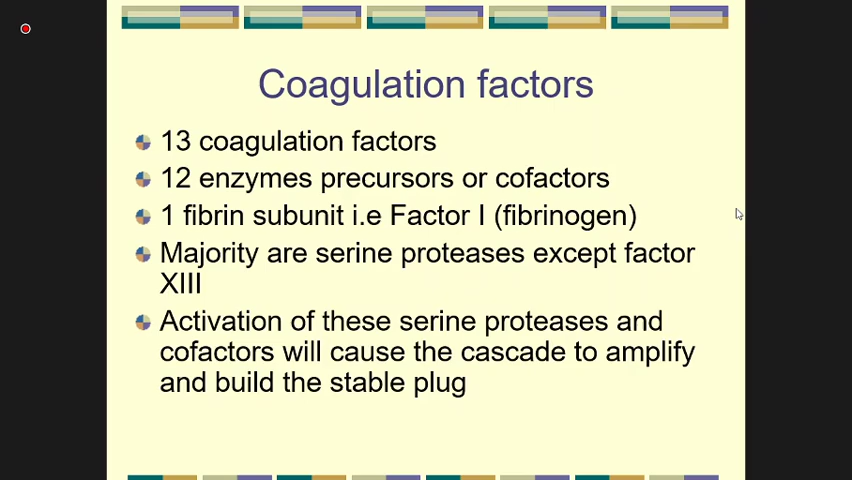 Coagulation factors
13 coagulation factors
12 enzymes precursors or cofactors
1 fibrin subunit i.e Factor I (fibrinogen)
Majority are serine proteases except factor
XIII
Activation of these serine proteases and
cofactors will cause the cascade to amplify
and build the stable plug